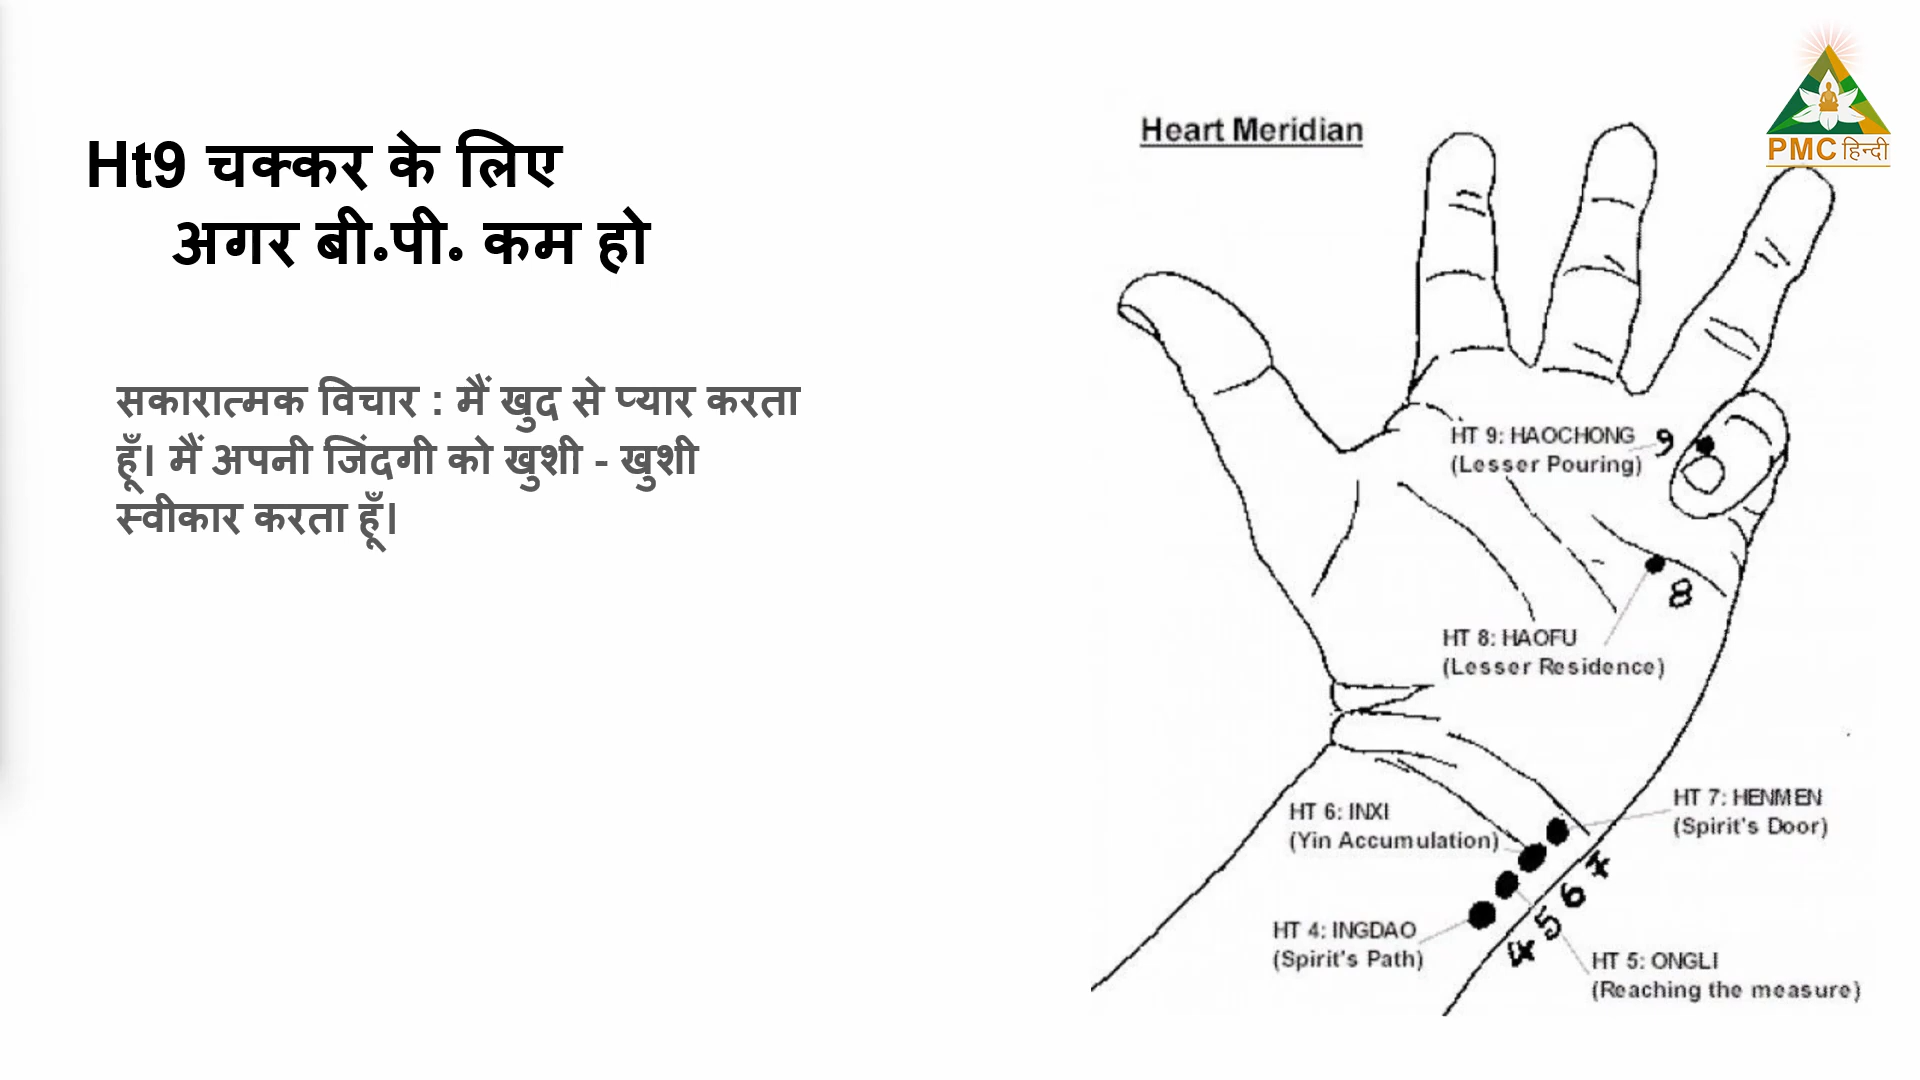 Ht9 चक्कर के लिए
अगर बी.पी. कम हो
सकारात्मक विचार : मैं खुद से प्यार करता
हूँ। मैं अपनी जिंदगी को खुशी - खुशी
स्वीकार करता हूँ।
PMC हिन्दी
Heart Meridian
HT 9: HAOCHONG 9
(Lesser Pouring)
8
HT 8: HAOFU
(Lesser Residence)
HT 7: HENMEN
(Spirit's Door)
HT 6: INXI
(Yin Accumulation)
7
6
5
4
HT 4: INGDAO
(Spirit's Path)
HT 5: ONGLI
(Reaching the measure)